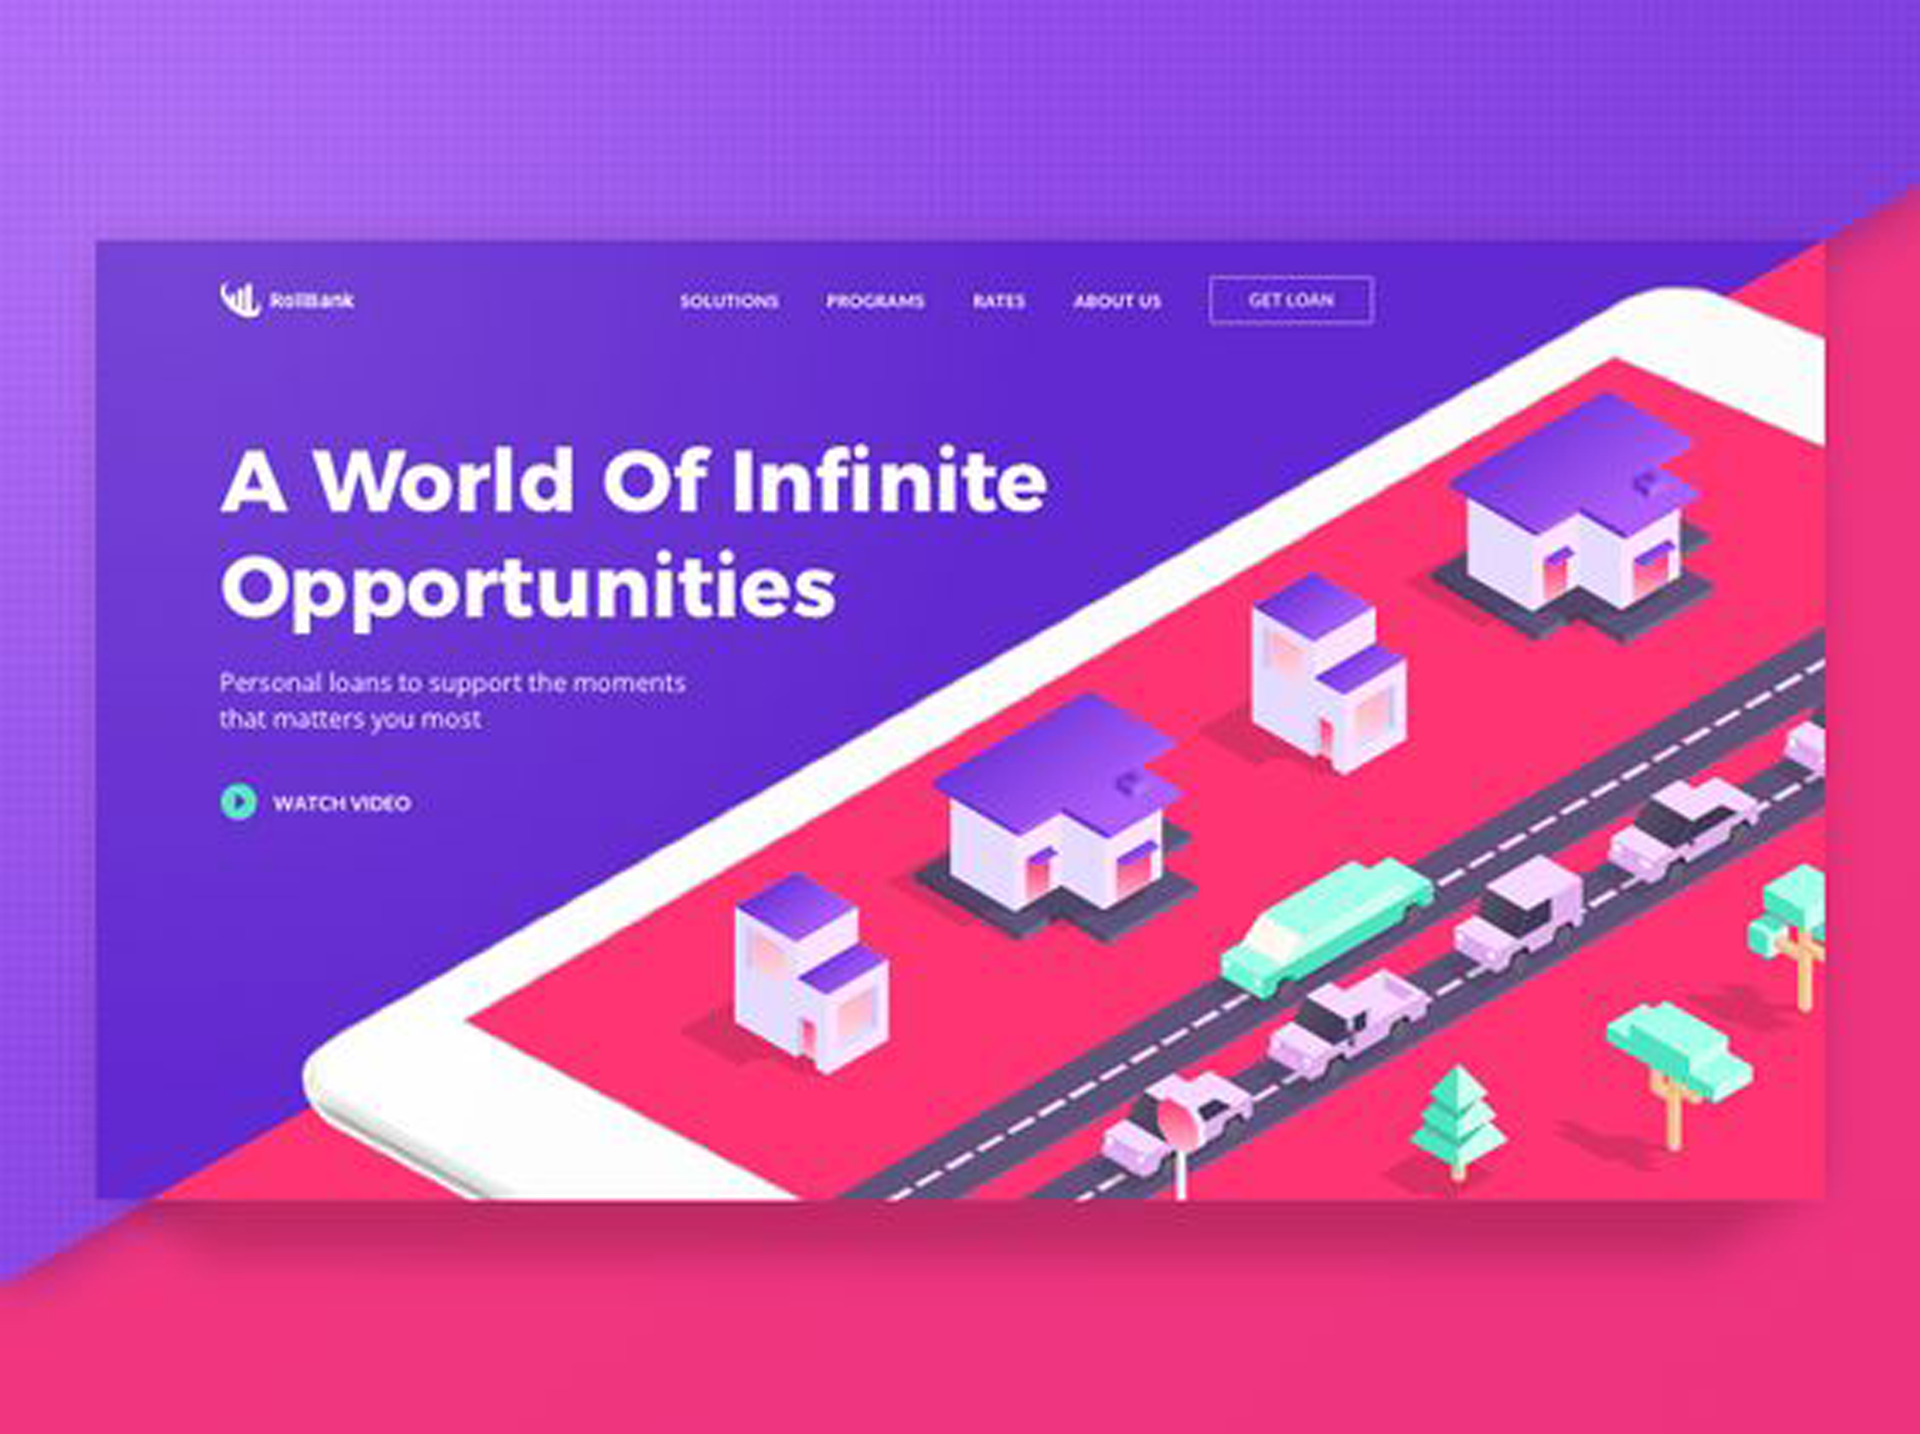 RollBank
SOLUTIONS PROGRAMS RATES ABOUT US GET LOAN
A World Of Infinite
Opportunities
Personal loans to support the moments
that matters you most
WATCH VIDEO